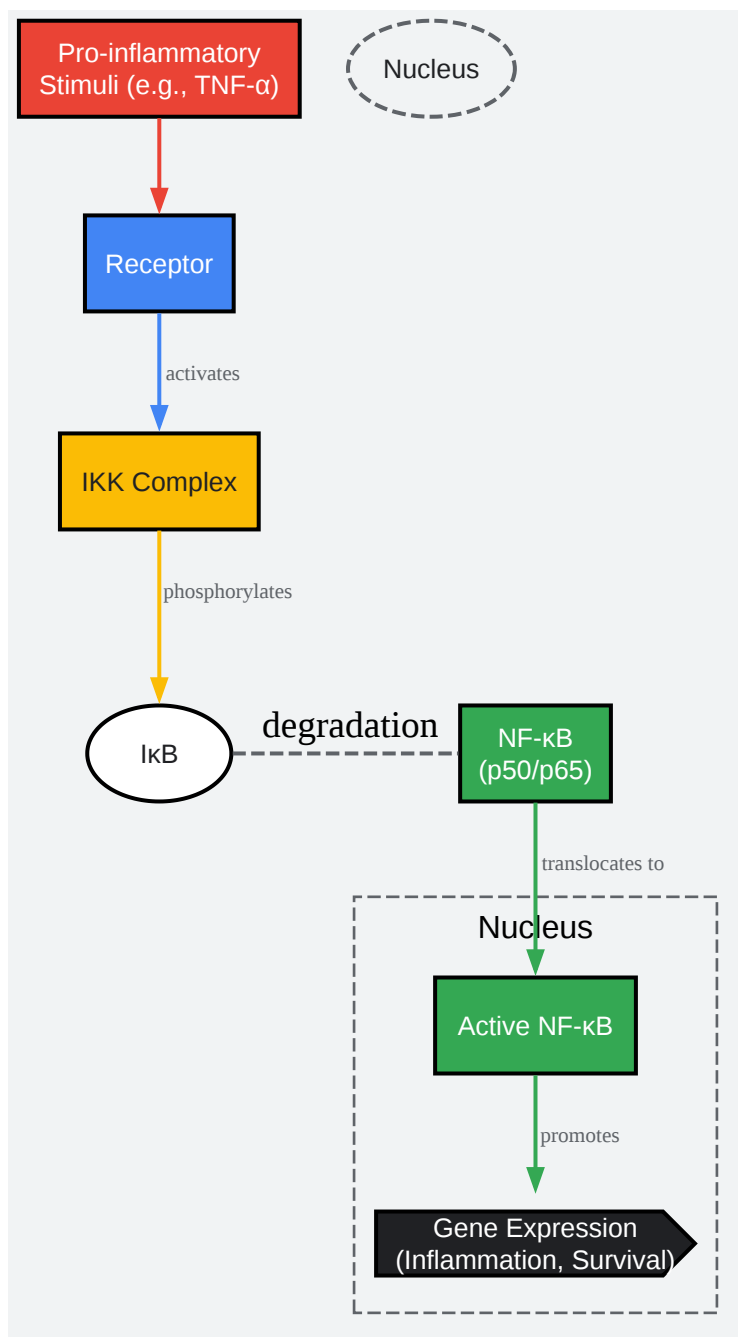 Pro-inflammatory
Stimuli (e.g., TNF-α)
Nucleus
Receptor
activates
IKK Complex
phosphorylates
IκB
degradation
NF-κB
(p50/p65)
translocates to
Nucleus
Active NF-κB
promotes
Gene Expression
(Inflammation, Survival)